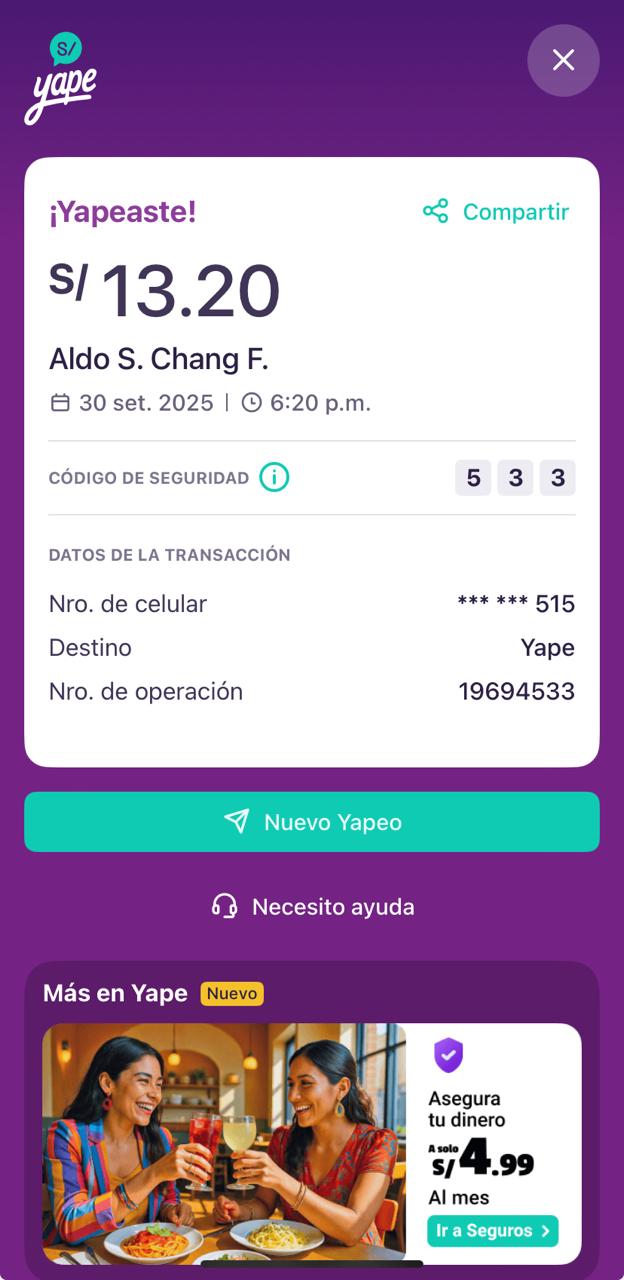 S/
yape
¡Yapeaste!
Compartir
S/ 13.20
Aldo S. Chang F.
30 set. 2025 | 6:20 p.m.
CÓDIGO DE SEGURIDAD 5 3 3
DATOS DE LA TRANSACCIÓN
Nro. de celular *** *** 515
Destino Yape
Nro. de operación 19694533
Nuevo Yapeo
Necesito ayuda
Más en Yape Nuevo
Asegura
tu dinero
A solo
S/ 4.99
Al mes
Ir a Seguros